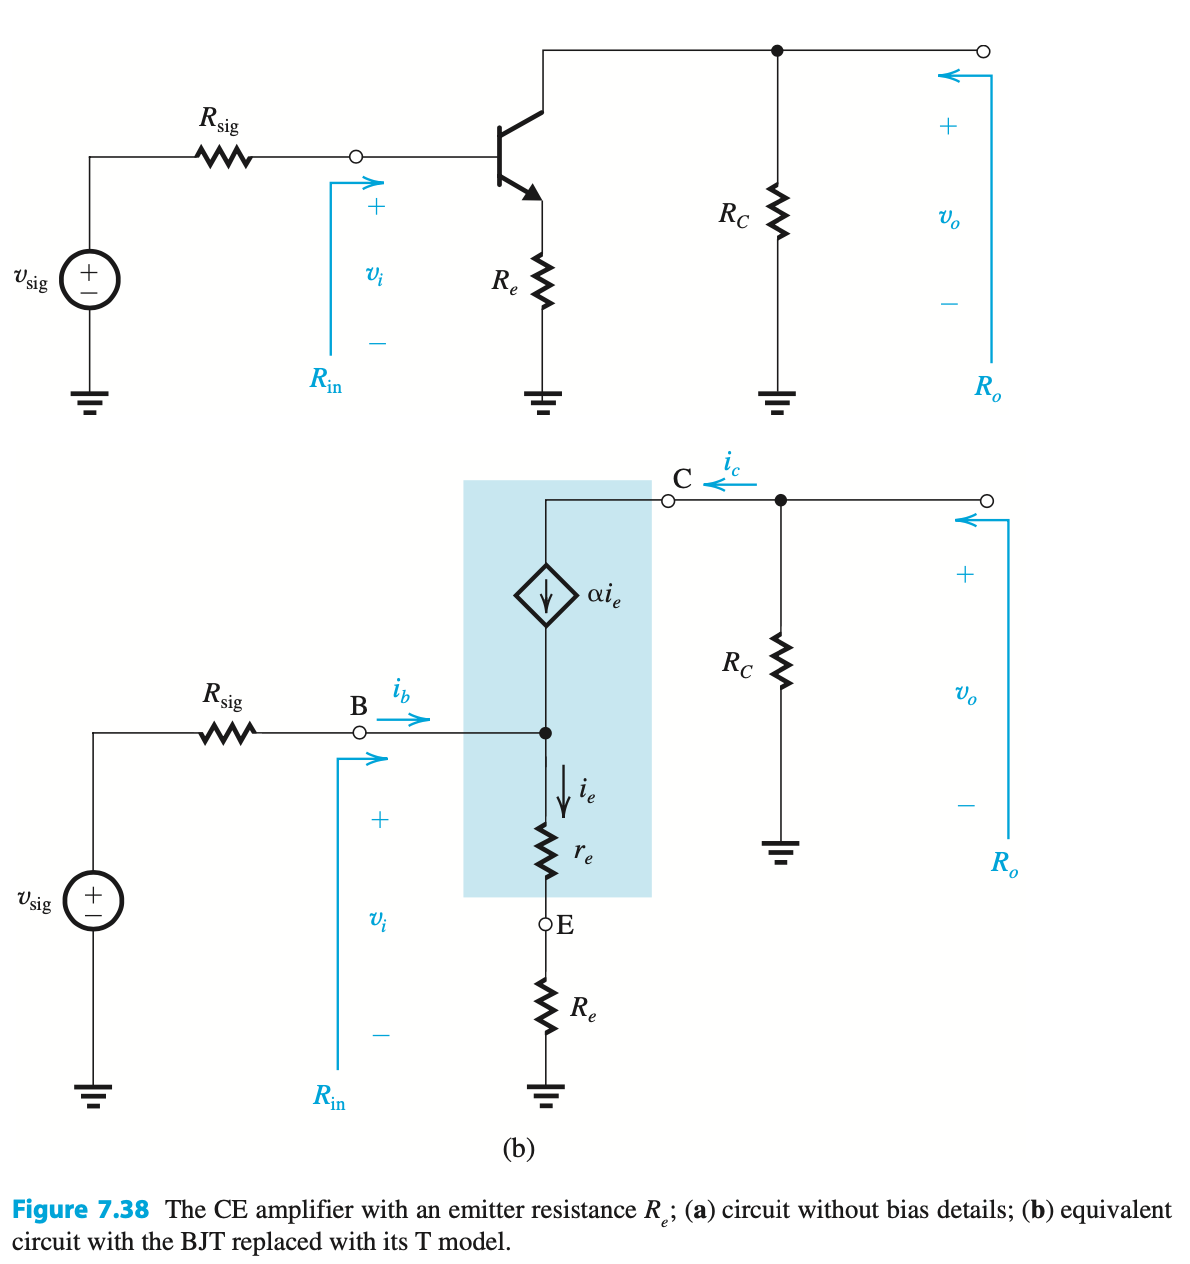 R_sig
+
R_C
v_o
v_sig
+
−
v_i
R_e
−
−
R_in
R_o
+
C
i_c
αi_e
+
R_C
R_sig
B
i_b
v_o
i_e
+
r_e
−
R_o
v_sig
+
−
v_i
E
R_e
−
R_in
(b)
Figure 7.38 The CE amplifier with an emitter resistance R_e; (a) circuit without bias details; (b) equivalent
circuit with the BJT replaced with its T model.